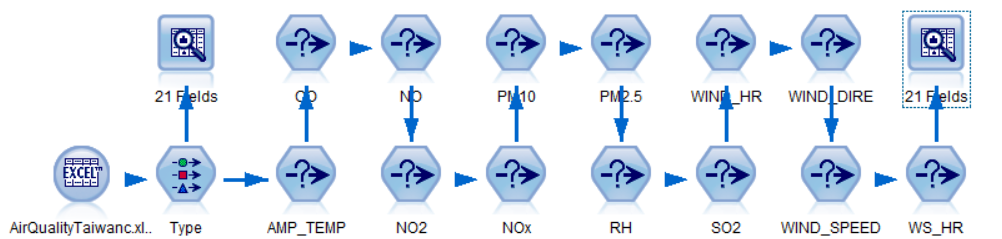 21 Fields
CO
NO
PM10
PM2.5
WIND_HR
WIND_DIRE
21 Fields
EXCEL™
AirQualityTaiwanc.xl..
Type
AMP_TEMP
NO2
NOx
RH
SO2
WIND_SPEED
WS_HR